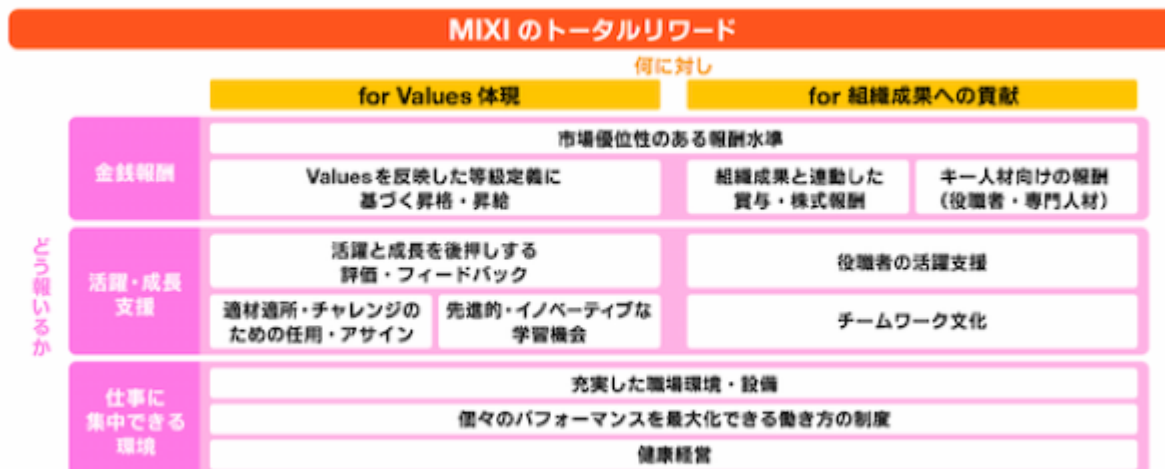 MIXI のトータルリワード
何に対し
for Values 体現
for 組織成果への貢献
どう報いるか
金銭報酬
市場優位性のある報酬水準
Valuesを反映した等級定義に
基づく昇格・昇給
組織成果と連動した
賞与・株式報酬
キー人材向けの報酬
(役職者・専門人材)
活躍・成長
支援
活躍と成長を後押しする
評価・フィードバック
役職者の活躍支援
適材適所・チャレンジの
ための任用・アサイン
先進的・イノベーティブな
学習機会
チームワーク文化
仕事に
集中できる
環境
充実した職場環境・設備
個々のパフォーマンスを最大化できる働き方の制度
健康経営